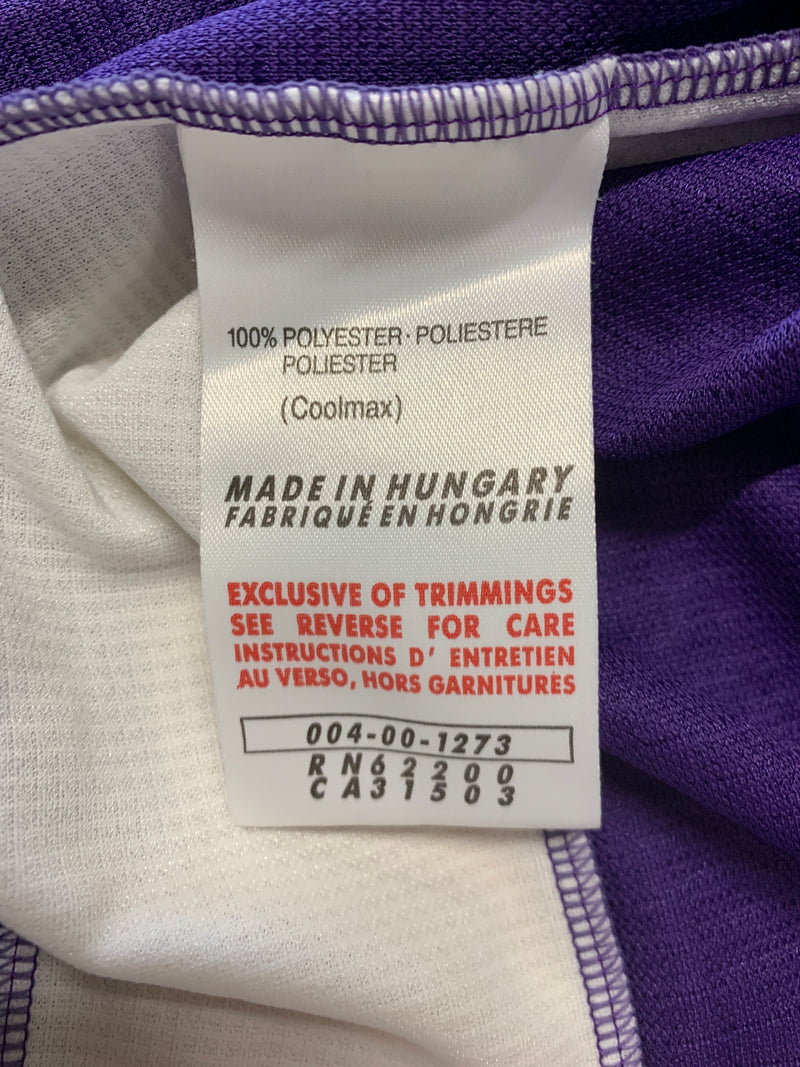 100% POLYESTER · POLIESTERE
POLIESTER
(Coolmax)
MADE IN HUNGARY
FABRIQUÉ EN HONGRIE
EXCLUSIVE OF TRIMMINGS
SEE REVERSE FOR CARE
INSTRUCTIONS D' ENTRETIEN
AU VERSO, HORS GARNITURES
004-00-1273
RN62200
CA31503